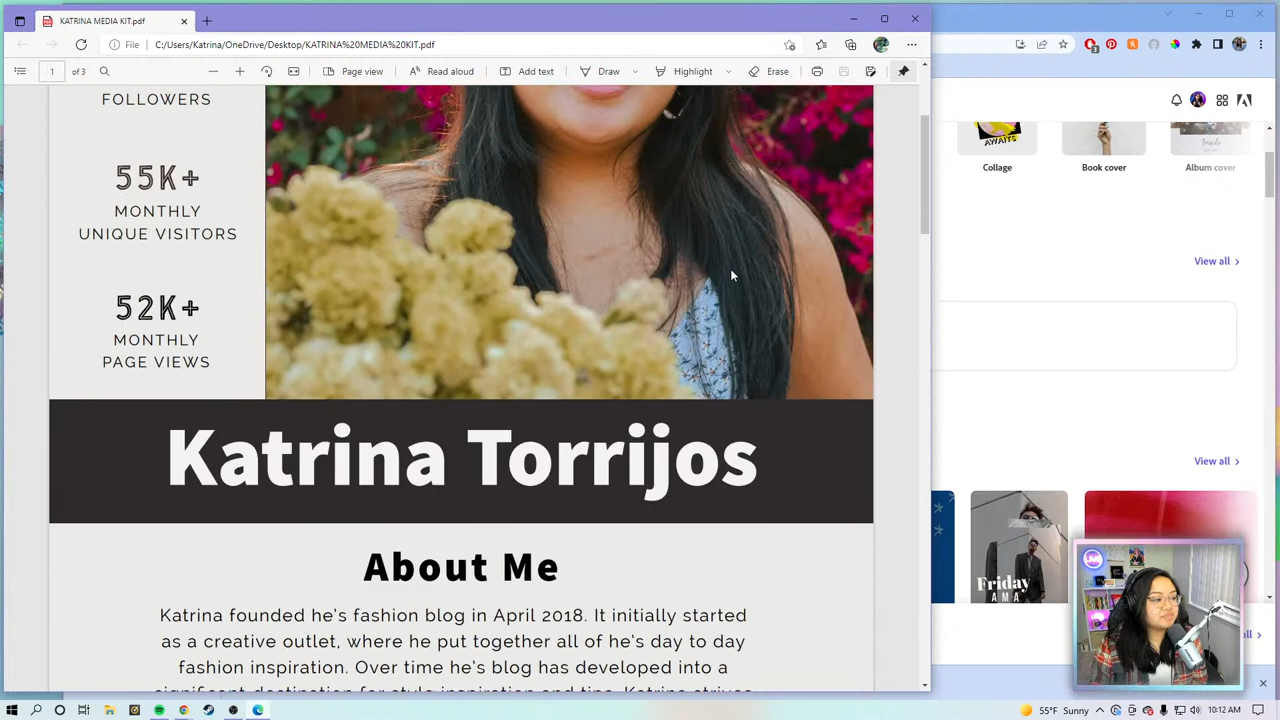 KATRINA MEDIA KIT.pdf
File
C:/Users/Katrina/OneDrive/Desktop/KATRINA%20MEDIA%20KIT.pdf
1
of 3
Page view
Read aloud
Add text
Draw
Highlight
Erase
FOLLOWERS
55K+
MONTHLY
UNIQUE VISITORS
52K+
MONTHLY
PAGE VIEWS
Katrina Torrijos
About Me
Katrina founded he's fashion blog in April 2018. It initially started
as a creative outlet, where he put together all of he's day to day
fashion inspiration. Over time he's blog has developed into a
AWAITS
Collage
Book cover
Album cover
View all
View all
Friday
AMA
LIVE
55°F Sunny
10:12 AM